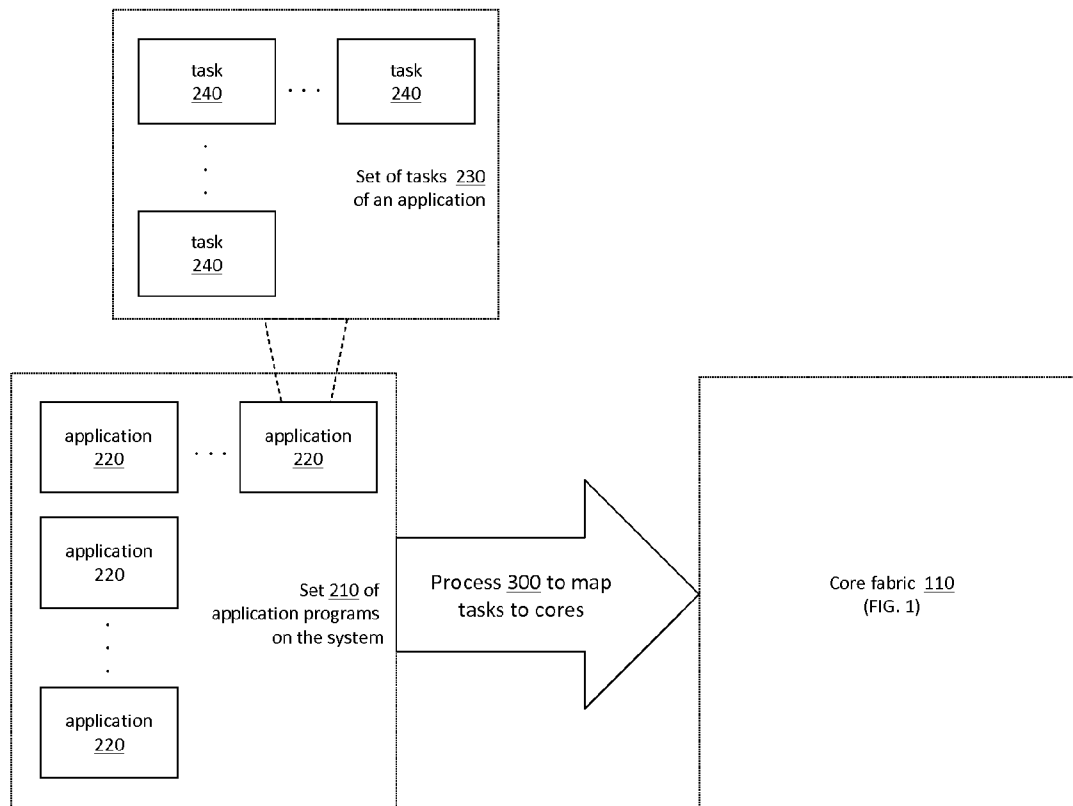 task
240
. . .
task
240
Set of tasks 230
of an application
task
240
application
220
. . .
application
220
application
220
Set 210 of
application programs
on the system
application
220
Process 300 to map
tasks to cores
Core fabric 110
(FIG. 1)